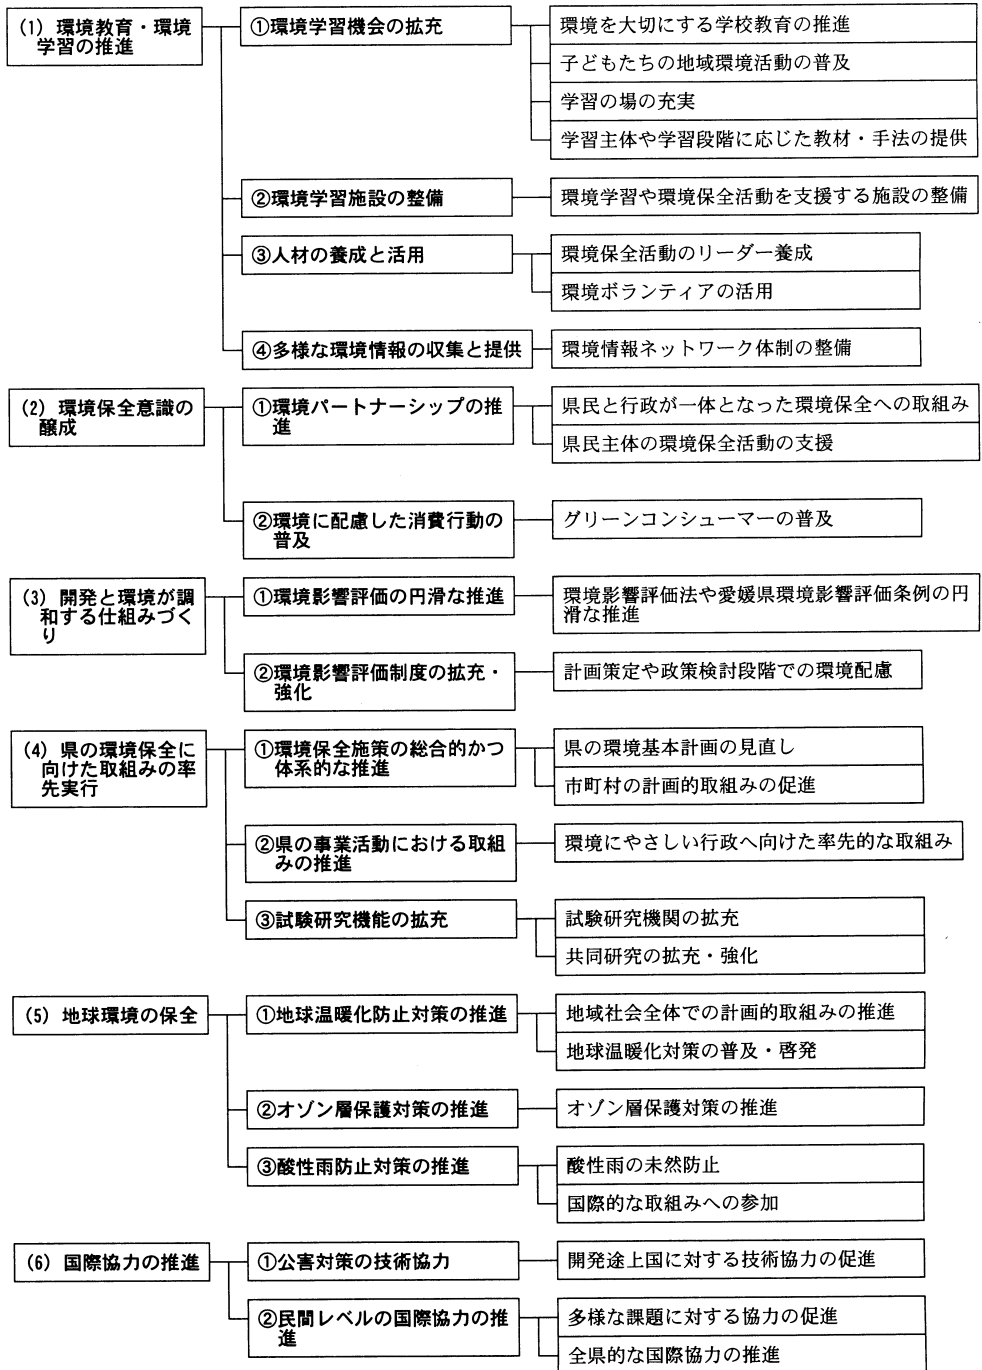 (1) 環境教育・環境
学習の推進
①環境学習機会の拡充
環境を大切にする学校教育の推進
子どもたちの地域環境活動の普及
学習の場の充実
学習主体や学習段階に応じた教材・手法の提供
②環境学習施設の整備
環境学習や環境保全活動を支援する施設の整備
③人材の養成と活用
環境保全活動のリーダー養成
環境ボランティアの活用
④多様な環境情報の収集と提供
環境情報ネットワーク体制の整備
(2) 環境保全意識の
醸成
①環境パートナーシップの推
進
県民と行政が一体となった環境保全への取組み
県民主体の環境保全活動の支援
②環境に配慮した消費行動の
普及
グリーンコンシューマーの普及
(3) 開発と環境が調
和する仕組みづく
り
①環境影響評価の円滑な推進
環境影響評価法や愛媛県環境影響評価条例の円
滑な推進
②環境影響評価制度の拡充・
強化
計画策定や政策検討段階での環境配慮
(4) 県の環境保全に
向けた取組みの率
先実行
①環境保全施策の総合的かつ
体系的な推進
県の環境基本計画の見直し
市町村の計画的取組みの促進
②県の事業活動における取組
みの推進
環境にやさしい行政へ向けた率先的な取組み
③試験研究機能の拡充
試験研究機関の拡充
共同研究の拡充・強化
(5) 地球環境の保全
①地球温暖化防止対策の推進
地域社会全体での計画的取組みの推進
地球温暖化対策の普及・啓発
②オゾン層保護対策の推進
オゾン層保護対策の推進
③酸性雨防止対策の推進
酸性雨の未然防止
国際的な取組みへの参加
(6) 国際協力の推進
①公害対策の技術協力
開発途上国に対する技術協力の促進
②民間レベルの国際協力の推
進
多様な課題に対する協力の促進
全県的な国際協力の推進